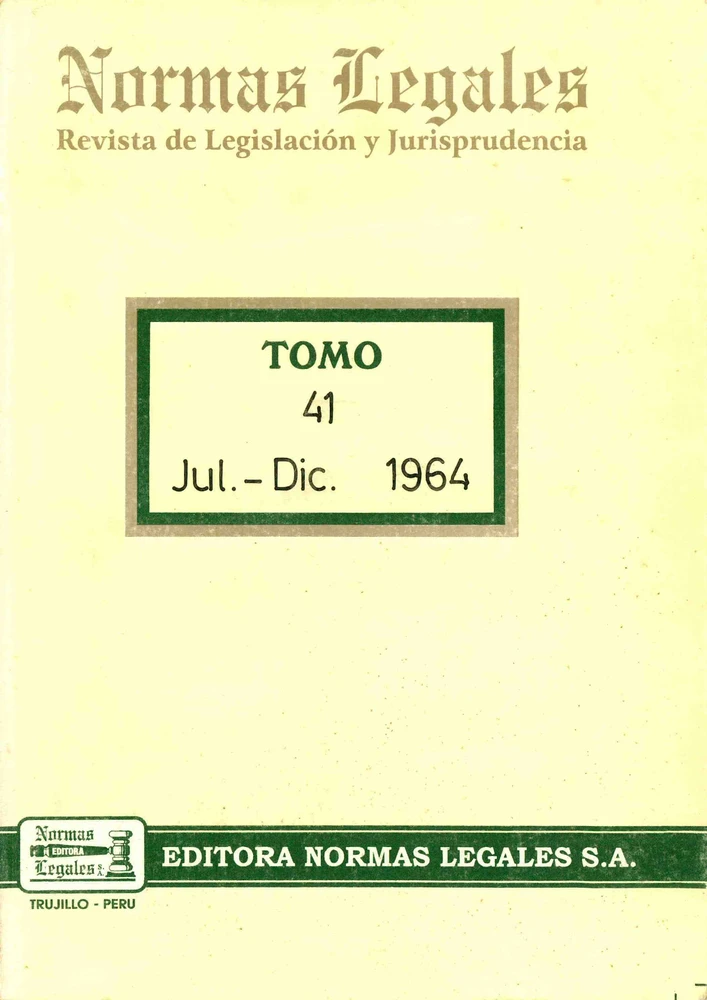 Normas Legales
Revista de Legislación y Jurisprudencia
TOMO
41
Jul. - Dic. 1964
Normas
EDITORA
Legales S.A.
EDITORA NORMAS LEGALES S.A.
TRUJILLO - PERU